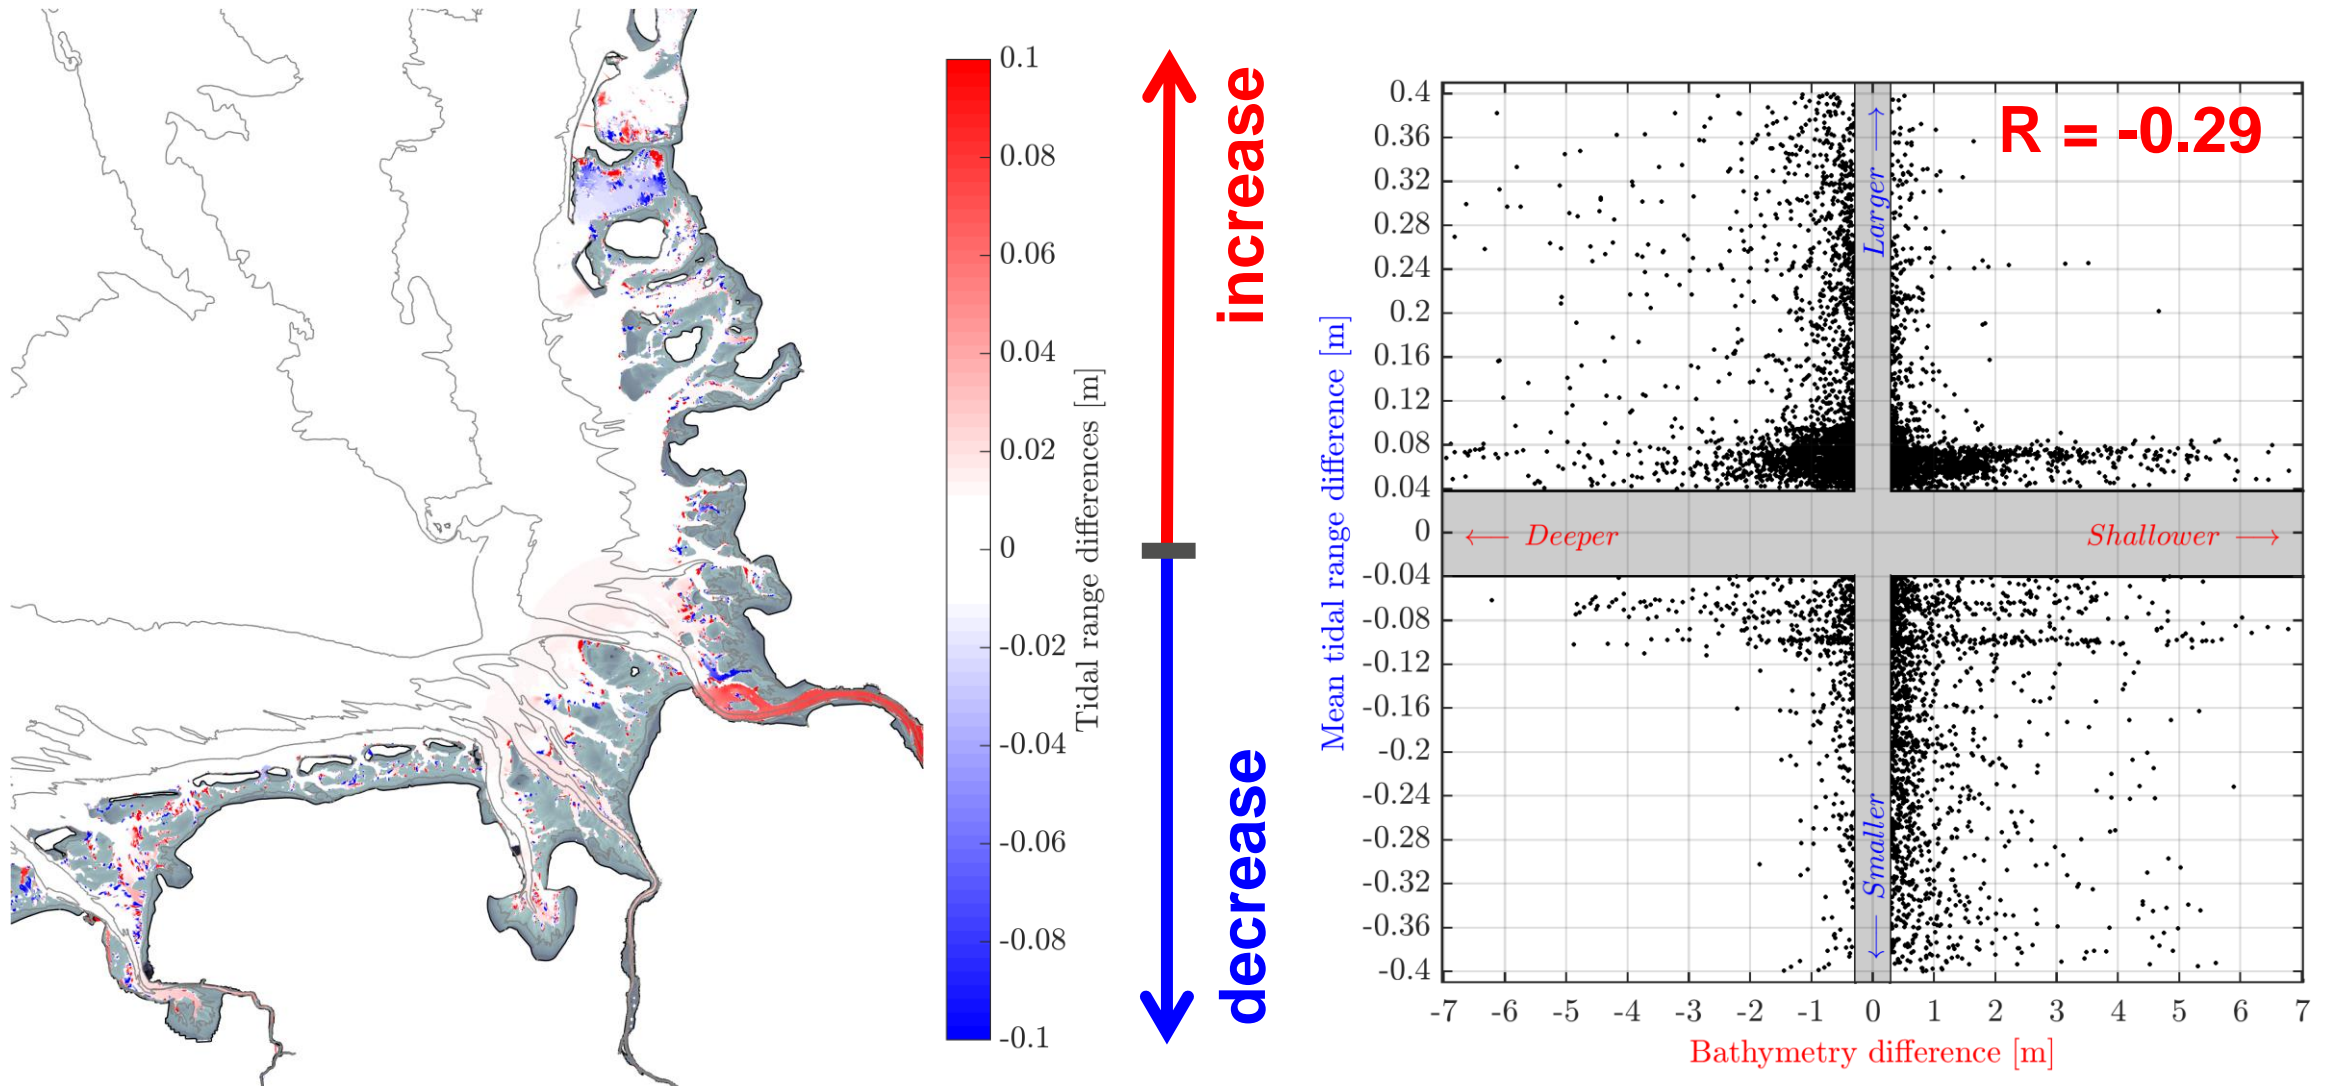 0.1
0.08
0.06
0.04
0.02
0
-0.02
-0.04
-0.06
-0.08
-0.1
Tidal range differences [m]
increase
decrease
Mean tidal range difference [m]
0.4
0.36
0.32
0.28
0.24
0.2
0.16
0.12
0.08
0.04
0
-0.04
-0.08
-0.12
-0.16
-0.2
-0.24
-0.28
-0.32
-0.36
-0.4
R = -0.29
Larger →
← Deeper
Shallower →
← Smaller
-7 -6 -5 -4 -3 -2 -1 0 1 2 3 4 5 6 7
Bathymetry difference [m]